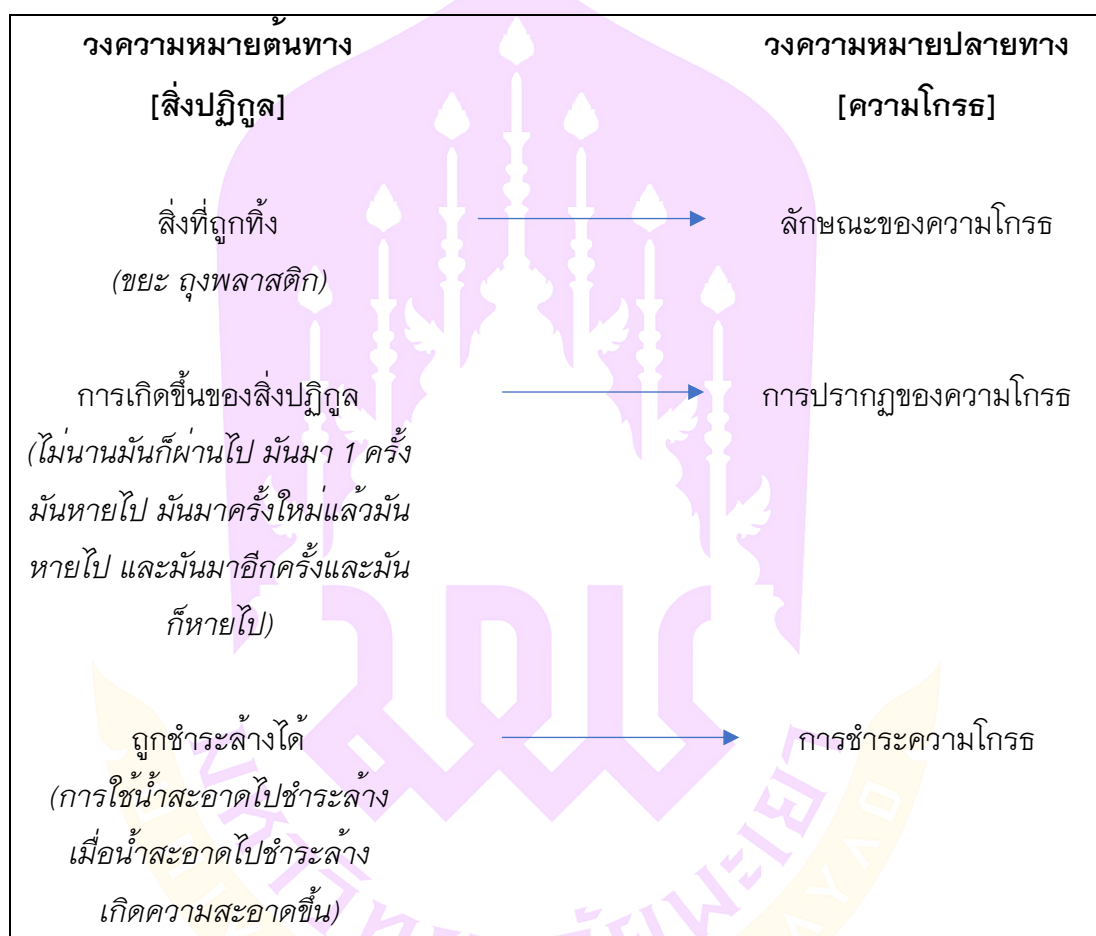 วงความหมายต้นทาง
[สิ่งปฏิกูล]
วงความหมายปลายทาง
[ความโกรธ]
สิ่งที่ถูกทิ้ง
(ขยะ ถุงพลาสติก)
ลักษณะของความโกรธ
การเกิดขึ้นของสิ่งปฏิกูล
(ไม่นานมันก็ผ่านไป มันมา 1 ครั้ง
มันหายไป มันมาครั้งใหม่แล้วมัน
หายไป และมันมาอีกครั้งและมัน
ก็หายไป)
การปรากฏของความโกรธ
ถูกชำระล้างได้
(การใช้น้ำสะอาดไปชำระล้าง
เมื่อน้ำสะอาดไปชำระล้าง
เกิดความสะอาดขึ้น)
การชำระความโกรธ